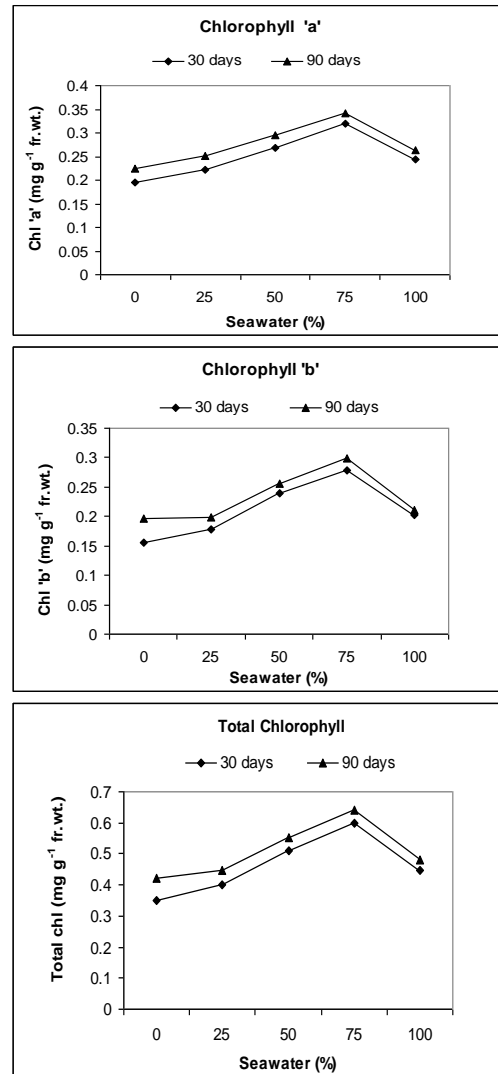 Chlorophyll 'a'
30 days 90 days
Chl 'a' (mg g⁻¹ fr.wt.)
0.4
0.35
0.3
0.25
0.2
0.15
0.1
0.05
0
0 25 50 75 100
Seawater (%)
Chlorophyll 'b'
30 days 90 days
Chl 'b' (mg g⁻¹ fr.wt.)
0.35
0.3
0.25
0.2
0.15
0.1
0.05
0
0 25 50 75 100
Seawater (%)
Total Chlorophyll
30 days 90 days
Total chl (mg g⁻¹ fr.wt.)
0.7
0.6
0.5
0.4
0.3
0.2
0.1
0
0 25 50 75 100
Seawater (%)